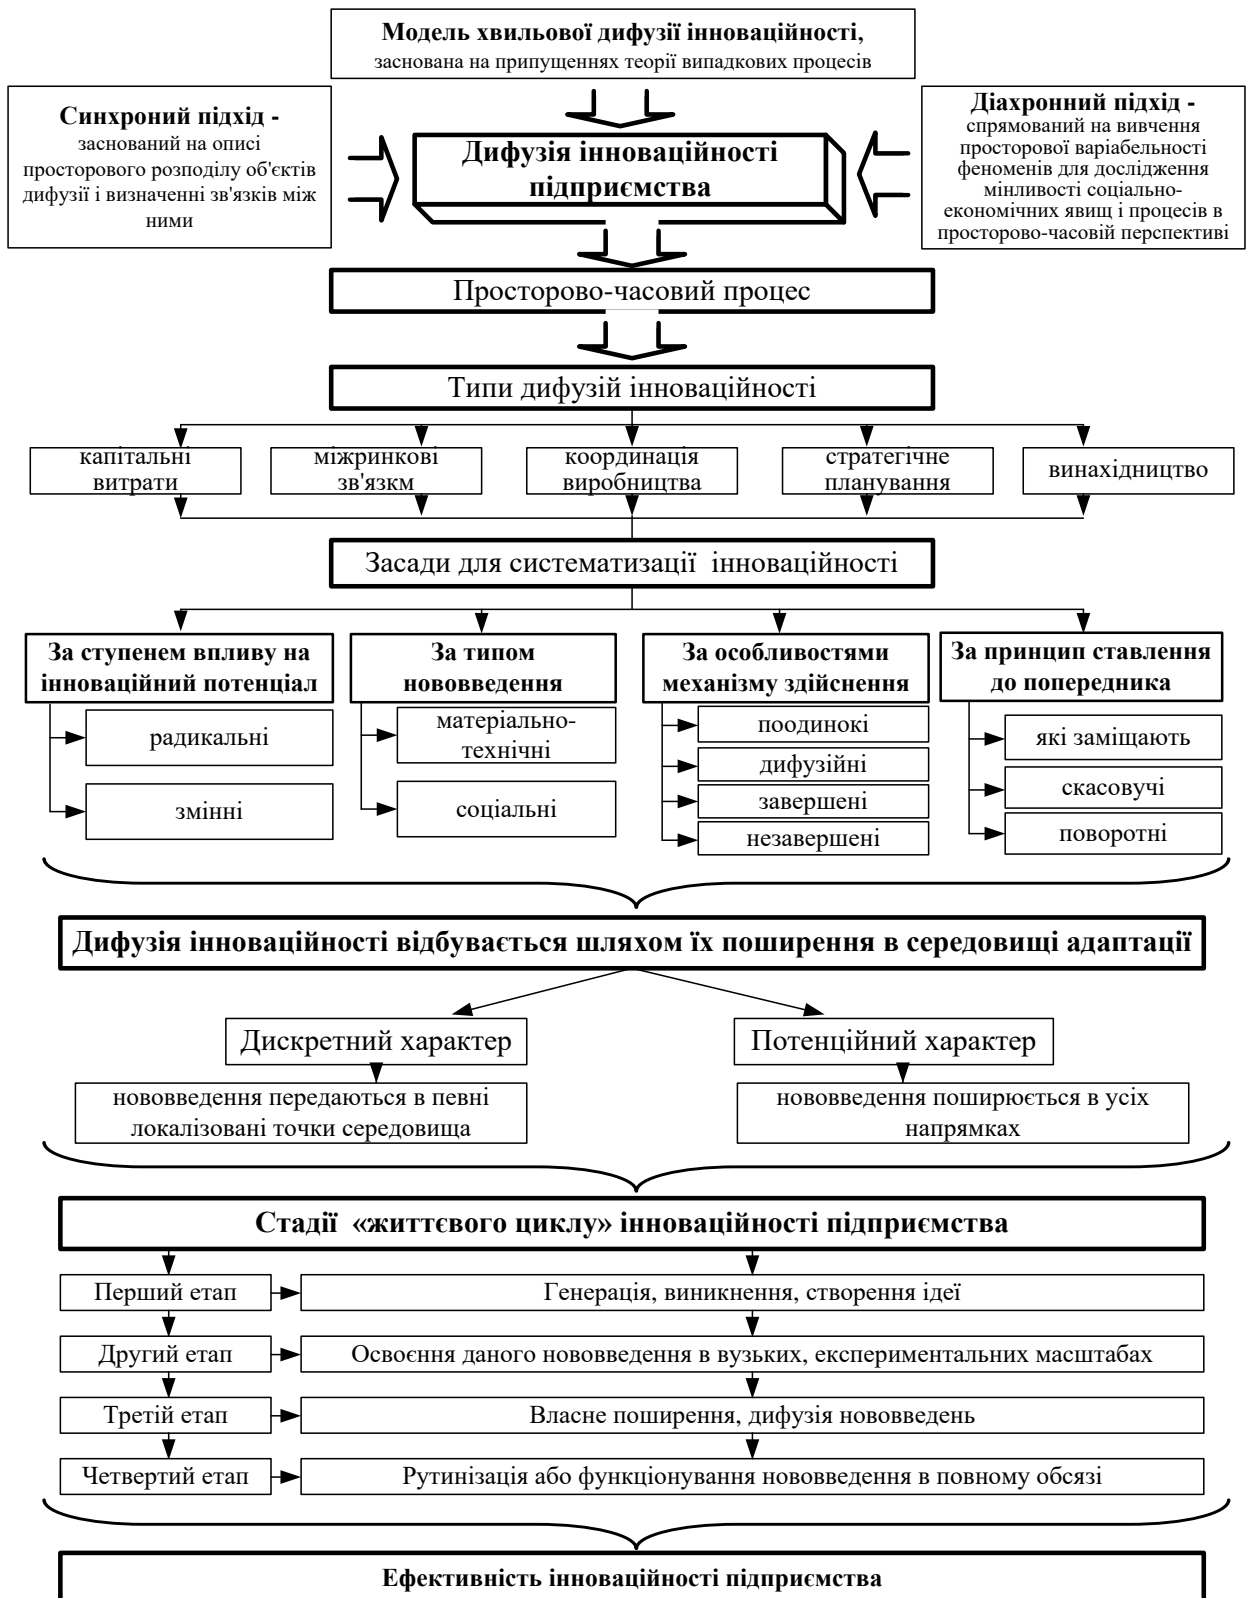 Модель хвильової дифузії інноваційності,
заснована на припущеннях теорії випадкових процесів
Синхроний підхід -
заснований на описі
просторового розподілу об'єктів
дифузії і визначенні зв'язків між
ними
Дифузія інноваційності
підприємства
Діахронний підхід -
спрямований на вивчення
просторової варіабельності
феноменів для дослідження
мінливості соціально-
економічних явищ і процесів в
просторово-часовій перспективі
Просторово-часовий процес
Типи дифузій інноваційності
капітальні
витрати
міжринкові
зв'язкм
координація
виробництва
стратегічне
планування
винахідництво
Засади для систематизації інноваційності
За ступенем впливу на
інноваційний потенціал
радикальні
змінні
За типом
нововведення
матеріально-
технічні
соціальні
За особливостями
механізму здійснення
поодинокі
дифузійні
завершені
незавершені
За принцип ставлення
до попередника
які заміщають
скасовучі
поворотні
Дифузія інноваційності відбувається шляхом їх поширення в середовищі адаптації
Дискретний характер
нововведення передаються в певні
локалізовані точки середовища
Потенційний характер
нововведення поширюється в усіх
напрямках
Стадії «життєвого циклу» інноваційності підприємства
Перший етап
Генерація, виникнення, створення ідеї
Другий етап
Освоєння даного нововведення в вузьких, експериментальних масштабах
Третій етап
Власне поширення, дифузія нововведень
Четвертий етап
Рутинізація або функціонування нововведення в повному обсязі
Ефективність інноваційності підприємства